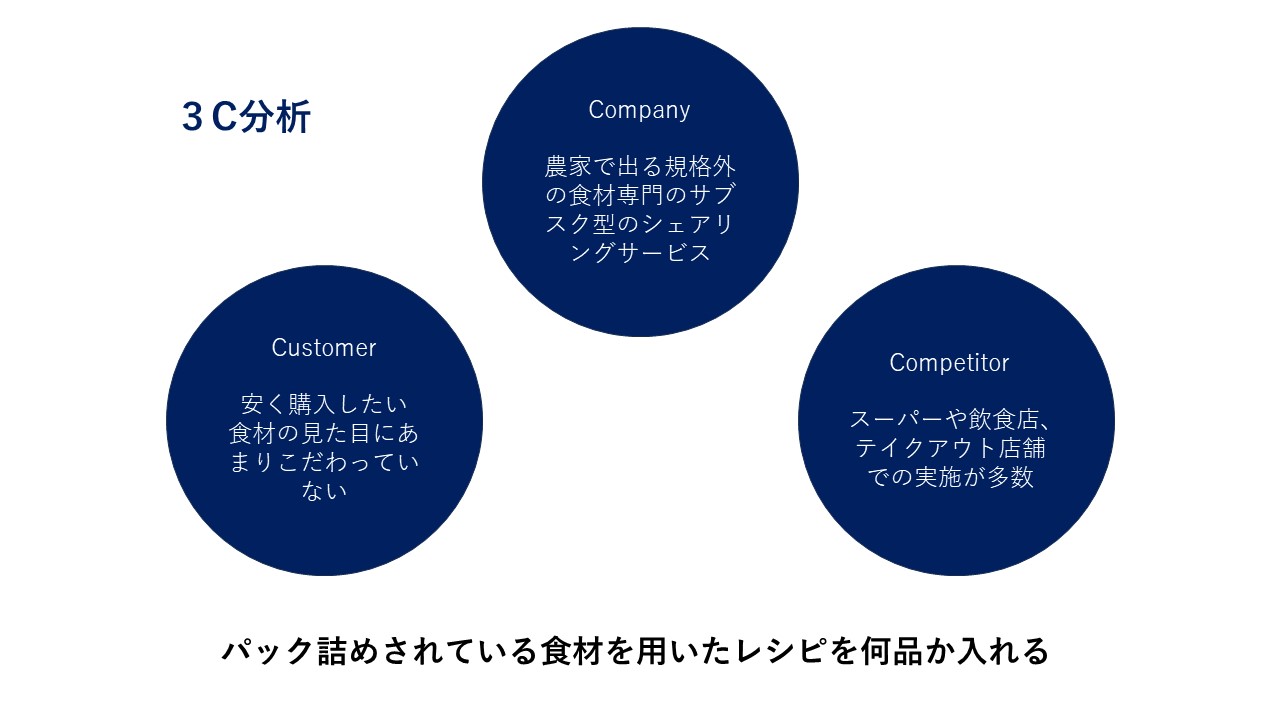 ３C分析
Company
農家で出る規格外
の食材専門のサブ
スク型のシェアリ
ングサービス
Customer
安く購入したい
食材の見た目にあ
まりこだわってい
ない
Competitor
スーパーや飲食店、
テイクアウト店舗
での実施が多数
パック詰めされている食材を用いたレシピを何品か入れる